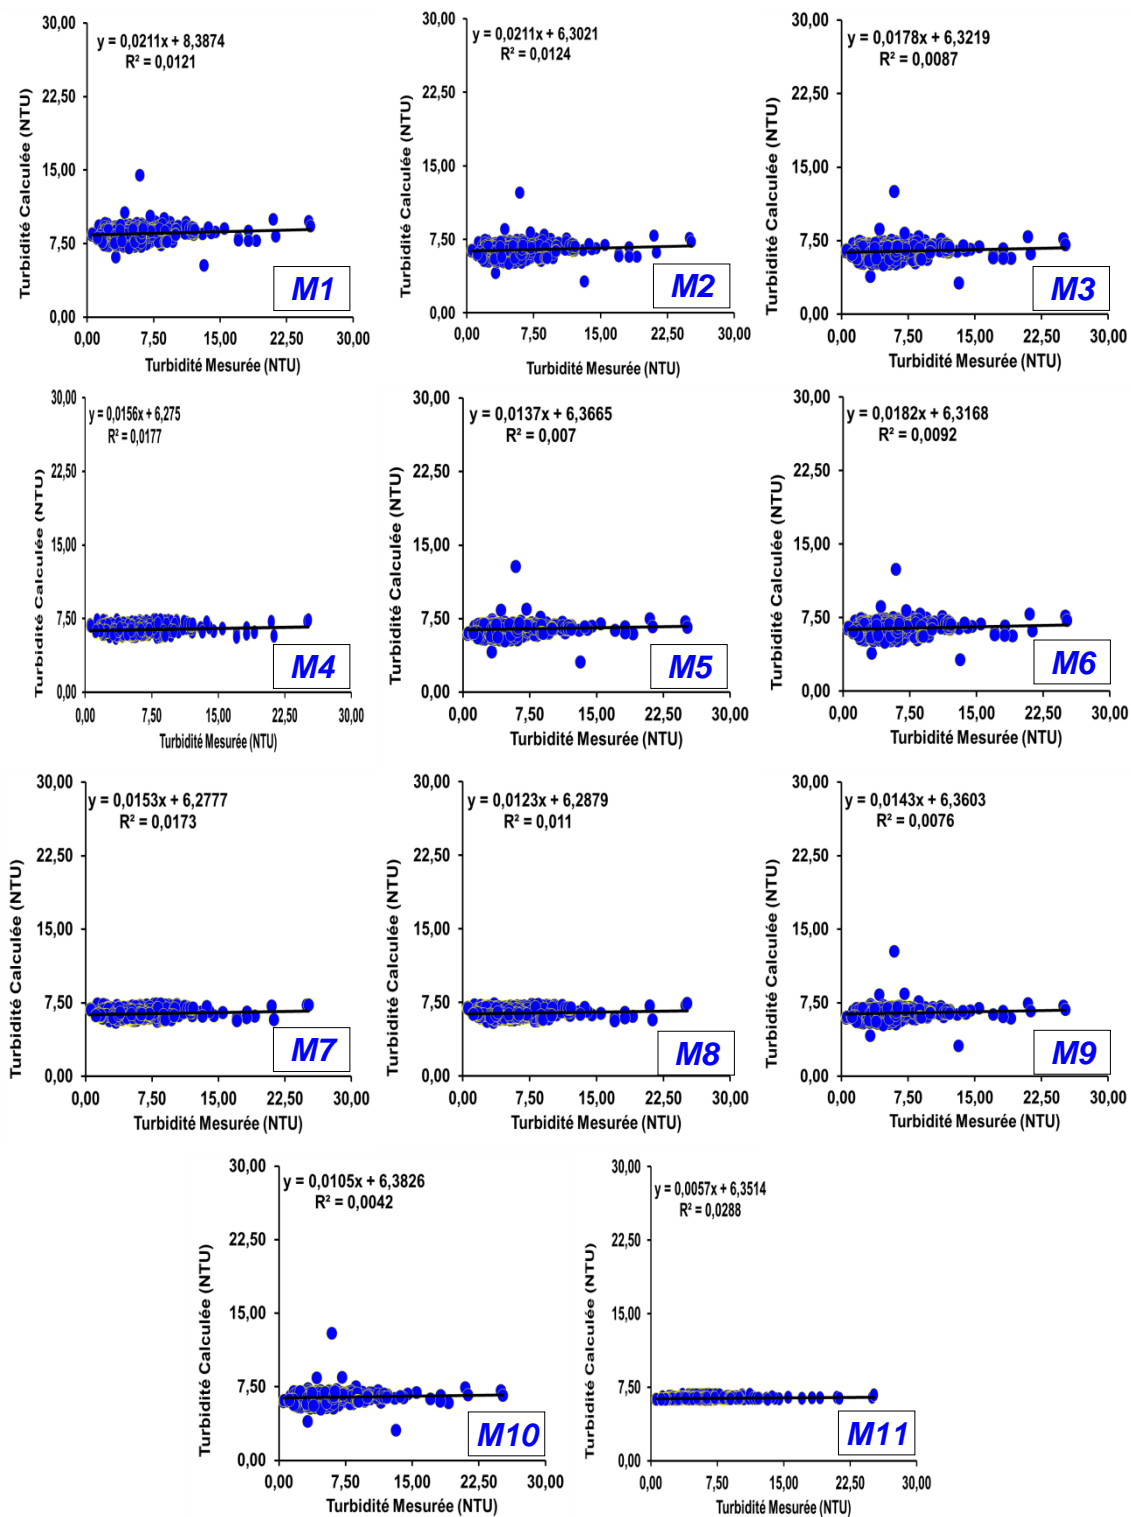 30,00
y = 0,0211x + 8,3874
R² = 0,0121
22,50
15,00
7,50
0,00
Turbidité Calculée (NTU)
M1
0,00 7,50 15,00 22,50 30,00
Turbidité Mesurée (NTU)
30,00
y = 0,0211x + 6,3021
R² = 0,0124
22,50
15,00
7,50
0,00
Turbidité Calculée (NTU)
M2
0,00 7,50 15,00 22,50 30,00
Turbidité Mesurée (NTU)
30,00
y = 0,0178x + 6,3219
R² = 0,0087
22,50
15,00
7,50
0,00
Turbidité Calculée (NTU)
M3
0,00 7,50 15,00 22,50 30,00
Turbidité Mesurée (NTU)
30,00
y = 0,0156x + 6,275
R² = 0,0177
22,50
15,00
7,50
0,00
Turbidité Calculée (NTU)
M4
0,00 7,50 15,00 22,50 30,00
Turbidité Mesurée (NTU)
30,00
y = 0,0137x + 6,3665
R² = 0,007
22,50
15,00
7,50
0,00
Turbidité Calculée (NTU)
M5
0,00 7,50 15,00 22,50 30,00
Turbidité Mesurée (NTU)
30,00
y = 0,0182x + 6,3168
R² = 0,0092
22,50
15,00
7,50
0,00
Turbidité Calculée (NTU)
M6
0,00 7,50 15,00 22,50 30,00
Turbidité Mesurée (NTU)
30,00
y = 0,0153x + 6,2777
R² = 0,0173
22,50
15,00
7,50
0,00
Turbidité Calculée (NTU)
M7
0,00 7,50 15,00 22,50 30,00
Turbidité Mesurée (NTU)
30,00
y = 0,0123x + 6,2879
R² = 0,011
22,50
15,00
7,50
0,00
Turbidité Calculée (NTU)
M8
0,00 7,50 15,00 22,50 30,00
Turbidité Mesurée (NTU)
30,00
y = 0,0143x + 6,3603
R² = 0,0076
22,50
15,00
7,50
0,00
Turbidité Calculée (NTU)
M9
0,00 7,50 15,00 22,50 30,00
Turbidité Mesurée (NTU)
30,00
y = 0,0105x + 6,3826
R² = 0,0042
22,50
15,00
7,50
0,00
Turbidité Calculée (NTU)
M10
0,00 7,50 15,00 22,50 30,00
Turbidité Mesurée (NTU)
30,00
y = 0,0057x + 6,3514
R² = 0,0288
22,50
15,00
7,50
0,00
Turbidité Calculée (NTU)
M11
0,00 7,50 15,00 22,50 30,00
Turbidité Mesurée (NTU)